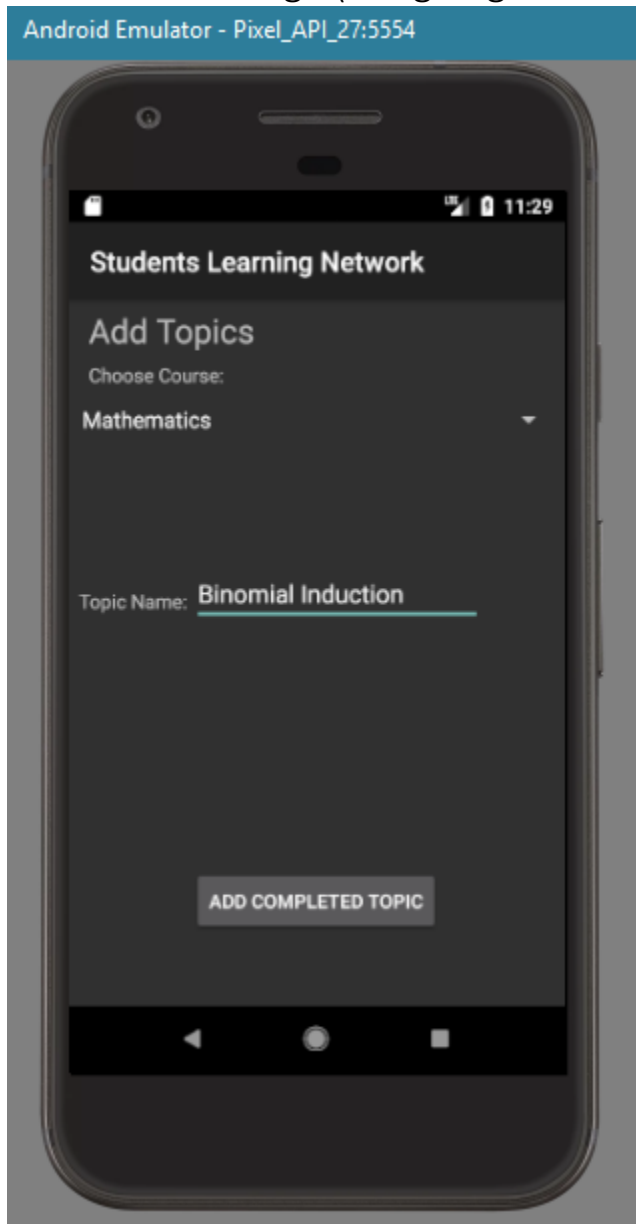 Android Emulator - Pixel_API_27:5554
LTE 11:29
Students Learning Network
Add Topics
Choose Course:
Mathematics
Topic Name: Binomial Induction
ADD COMPLETED TOPIC